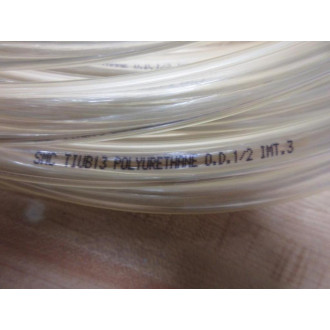 SMC TIUB13 POLYURETHANE O.D.1/2 INT.3